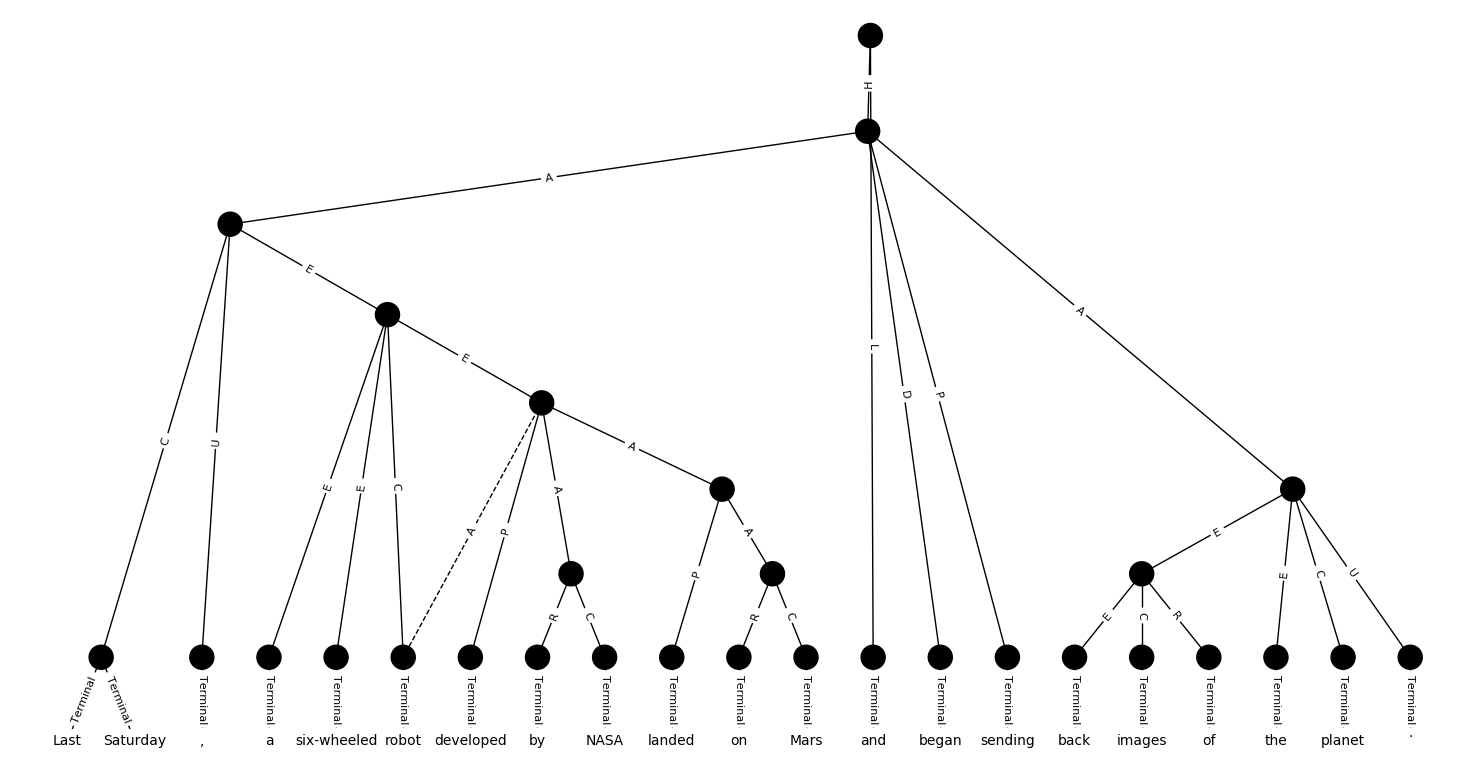 H
A
E
E
A
C
U
E
E
C
A
P
A
R
C
P
A
R
C
L
D
P
A
E
E
C
R
E
C
U
Terminal Terminal Terminal Terminal Terminal Terminal Terminal Terminal Terminal Terminal Terminal Terminal Terminal Terminal Terminal Terminal Terminal Terminal Terminal Terminal Terminal
Last Saturday , a six-wheeled robot developed by NASA landed on Mars and began sending back images of the planet .